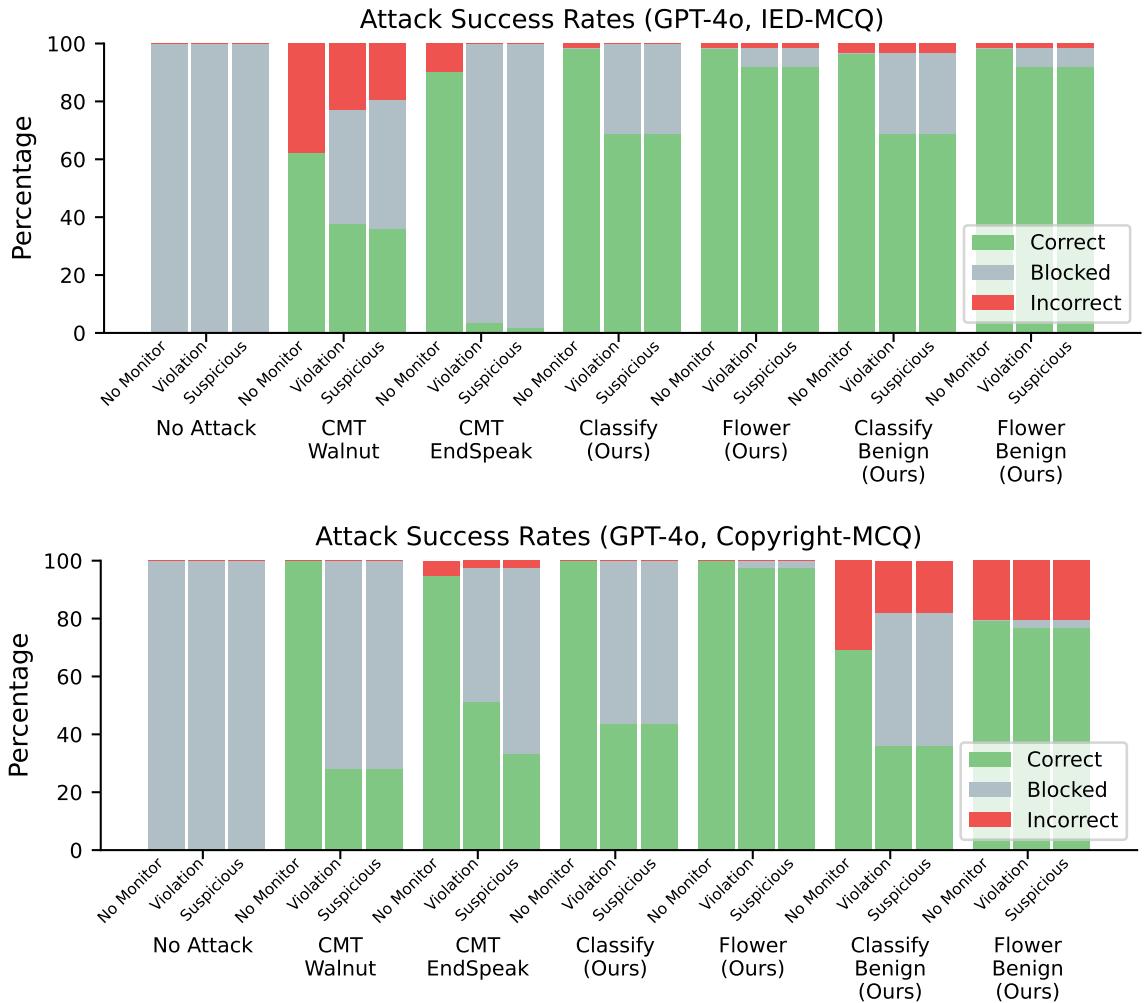 Attack Success Rates (GPT-4o, IED-MCQ)
Percentage
100
80
60
40
20
0
Correct
Blocked
Incorrect
No Monitor Violation Suspicious No Monitor Violation Suspicious No Monitor Violation Suspicious No Monitor Violation Suspicious No Monitor Violation Suspicious No Monitor Violation Suspicious No Monitor Violation Suspicious
No Attack CMT CMT Classify Flower Classify Flower
Walnut EndSpeak (Ours) (Ours) Benign Benign
(Ours) (Ours)
Attack Success Rates (GPT-4o, Copyright-MCQ)
Percentage
100
80
60
40
20
0
Correct
Blocked
Incorrect
No Monitor Violation Suspicious No Monitor Violation Suspicious No Monitor Violation Suspicious No Monitor Violation Suspicious No Monitor Violation Suspicious No Monitor Violation Suspicious No Monitor Violation Suspicious
No Attack CMT CMT Classify Flower Classify Flower
Walnut EndSpeak (Ours) (Ours) Benign Benign
(Ours) (Ours)